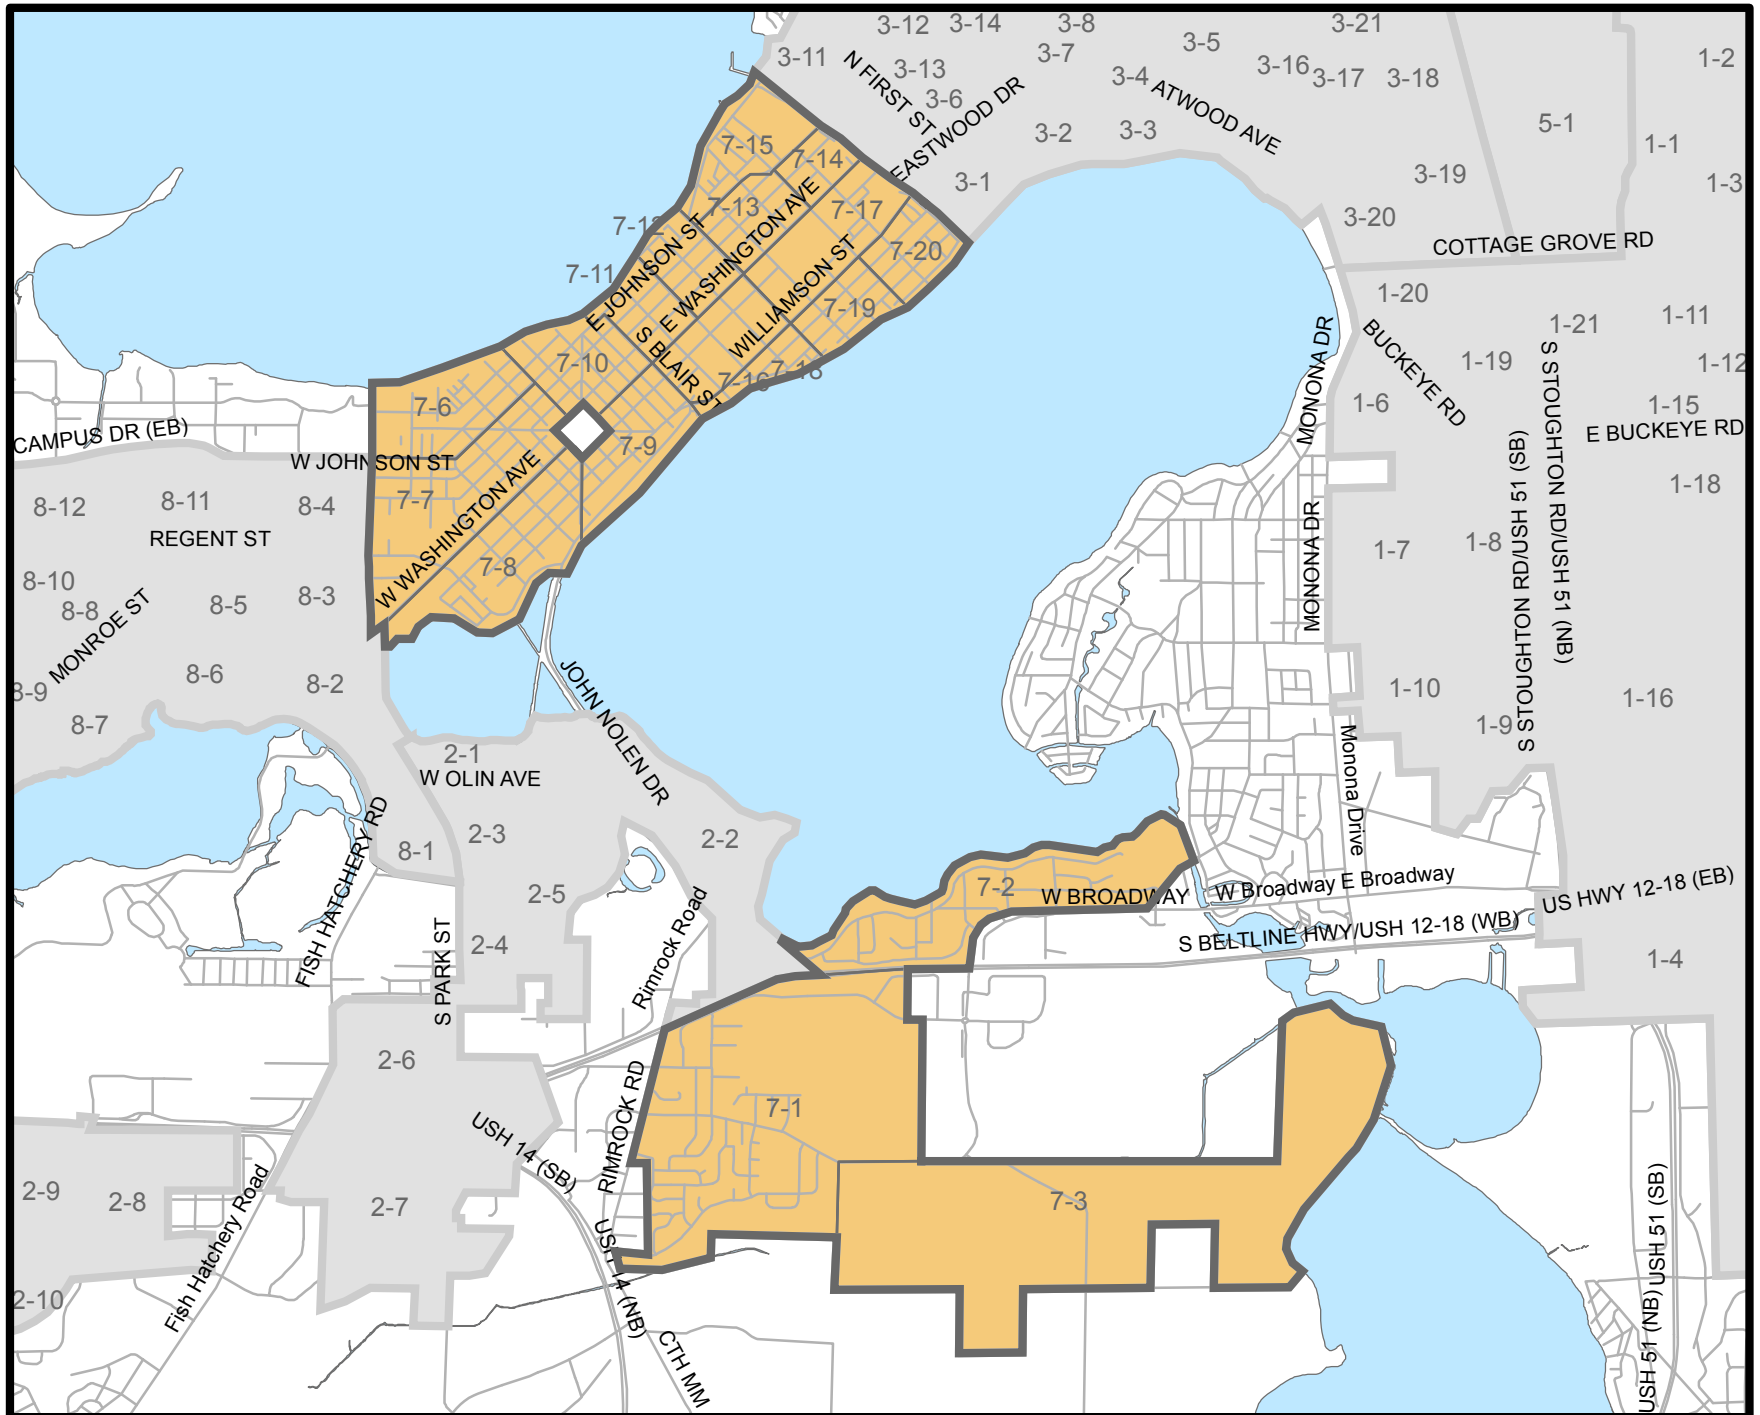 3-12
3-14
3-8
3-21
3-11
N FIRST ST
3-13
3-7
3-5
3-16
3-17
3-18
1-2
3-4
3-6
EASTWOOD DR
ATWOOD AVE
3-2
3-3
5-1
1-1
7-15
7-14
3-1
3-19
1-3
7-12
7-13
7-17
3-20
7-11
E JOHNSON ST
E WASHINGTON AVE
WILLIAMSON ST
7-20
COTTAGE GROVE RD
7-19
1-20
1-21
1-11
S BLAIR ST
7-10
7-16
7-18
MONONA DR
BUCKEYE RD
1-19
1-12
7-6
1-6
1-15
E BUCKEYE RD
CAMPUS DR (EB)
W JOHNSON ST
7-9
S STOUGHTON RD/USH 51 (SB)
S STOUGHTON RD/USH 51 (NB)
1-18
8-12
8-11
8-4
7-7
W WASHINGTON AVE
REGENT ST
MONONA DR
1-7
1-8
8-10
8-8
8-5
8-3
7-8
MONROE ST
8-9
8-6
8-2
JOHN NOLEN DR
1-10
1-16
8-7
1-9
2-1
W OLIN AVE
Monona Drive
2-3
2-2
8-1
FISH HATCHERY RD
2-5
7-2
W BROADWAY
W Broadway
E Broadway
US HWY 12-18 (EB)
S BELTLINE HWY/USH 12-18 (WB)
2-4
S PARK ST
Rimrock Road
1-4
2-6
RIMROCK RD
7-1
USH 14 (SB)
2-9
2-8
2-7
7-3
Fish Hatchery Road
USH 14 (NB)
USH 51 (SB)
USH 51 (NB)
2-10
CTH MM